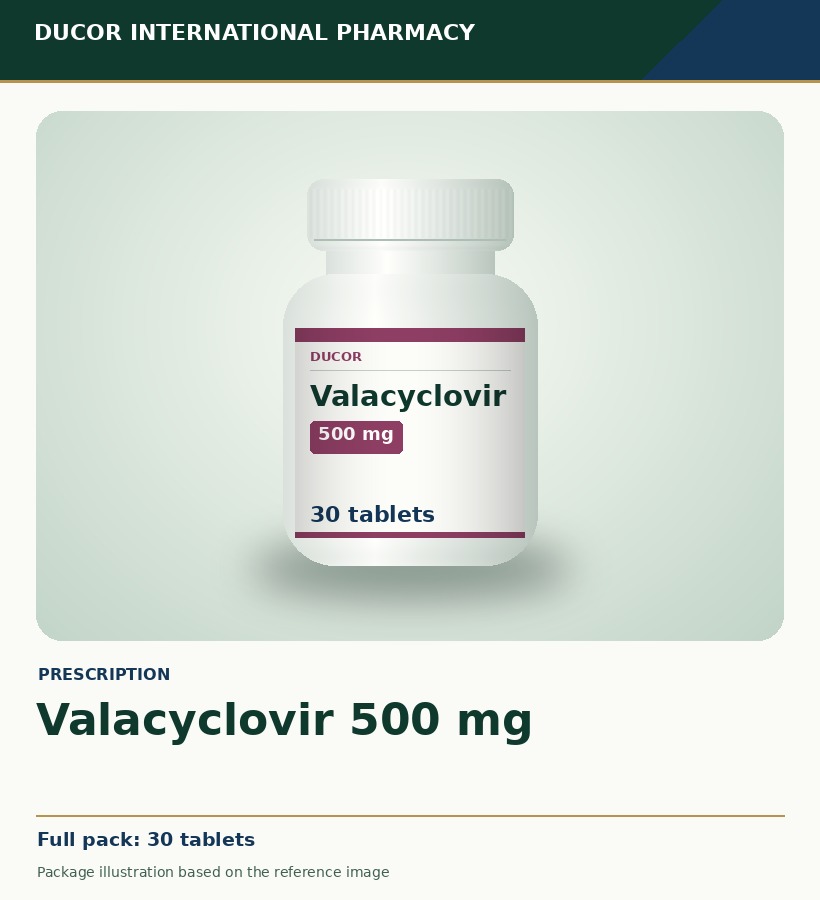 DUCOR INTERNATIONAL PHARMACY
DUCOR
Valacyclovir
500 mg
30 tablets
PRESCRIPTION
Valacyclovir 500 mg
Full pack: 30 tablets
Package illustration based on the reference image